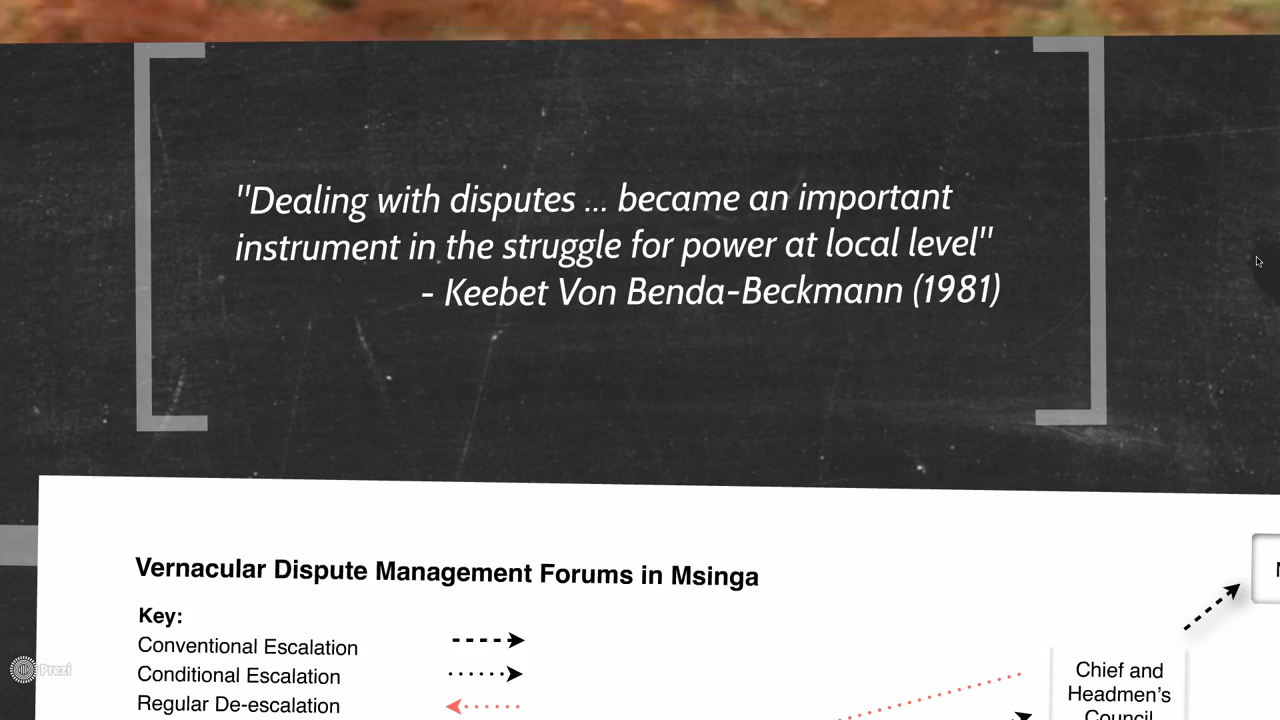 "Dealing with disputes ... became an important
instrument in the struggle for power at local level"
- Keebet Von Benda-Beckmann (1981)
Vernacular Dispute Management Forums in Msinga
Key:
Conventional Escalation
Conditional Escalation
Regular De-escalation
Chief and
Headmen's
Council
Prezi